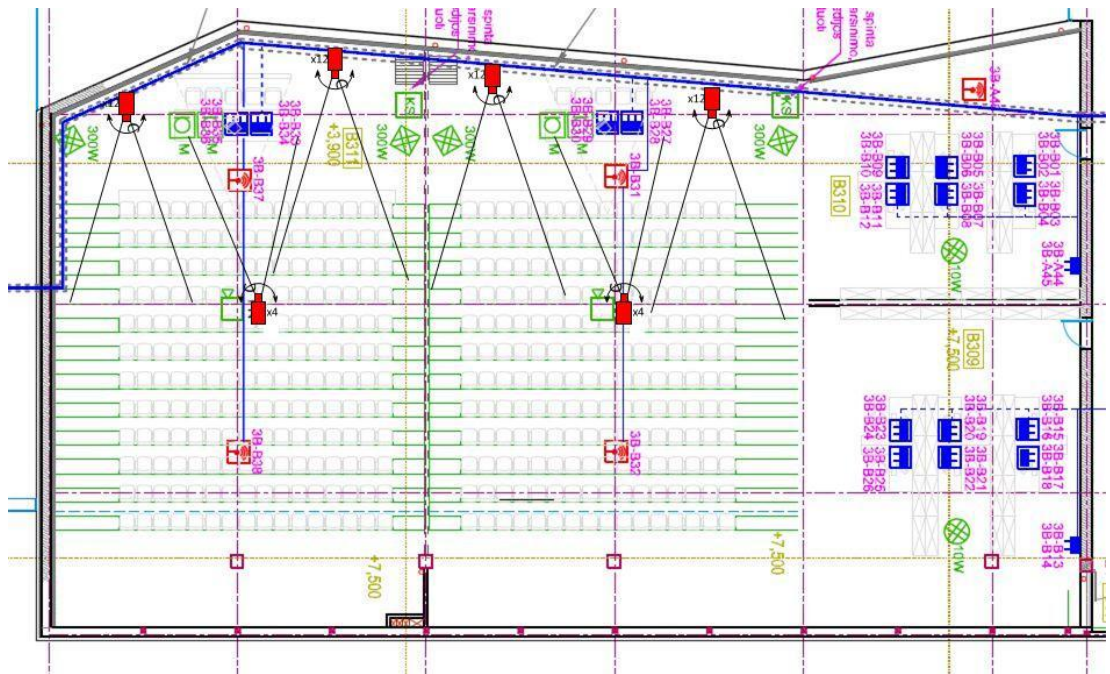 spinta
spinta
x12
x12
x12
x12
300W
300W
300W
300W
KS
KS
M
M
M
M
3B-B33
3B-B34
3B-B27
3B-B28
3B-B29
B311
+3,900
3B-B37
3B-B31
3B-A44
3B-B09
3B-B10
3B-B05
3B-B06
3B-B01
3B-B02
3B-B11
3B-B12
3B-B07
3B-B08
3B-B03
3B-B04
B310
10W
3B-A44
3B-A45
x4
x4
B309
+7,500
3B-B38
3B-B32
3B-B23
3B-B24
3B-B19
3B-B20
3B-B15
3B-B16
3B-B25
3B-B26
3B-B21
3B-B22
3B-B17
3B-B18
10W
3B-B13
3B-B14
+7,500
+7,500